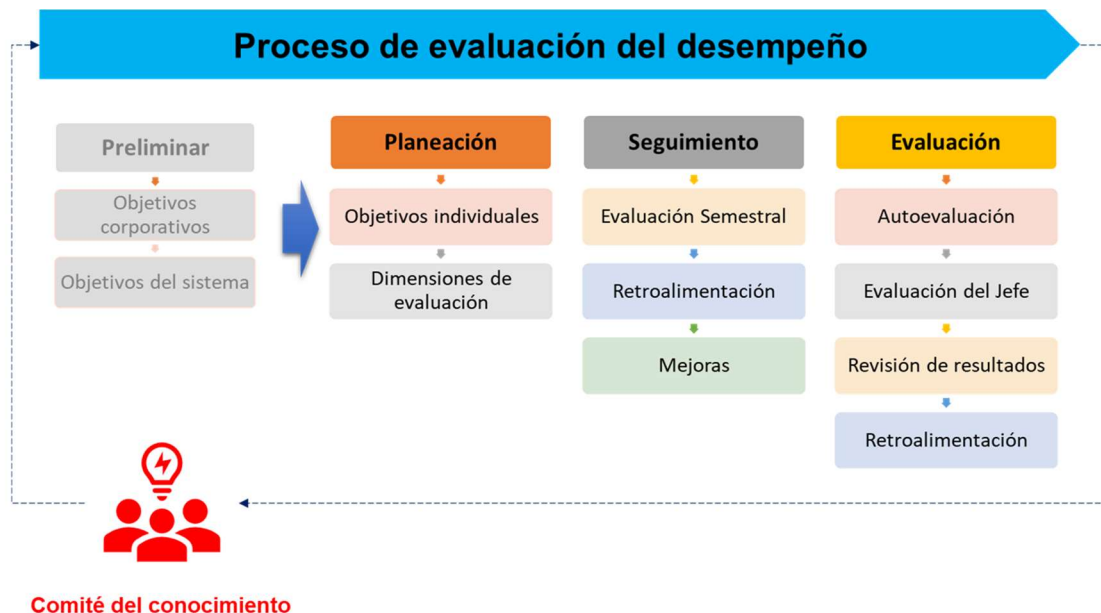 Proceso de evaluación del desempeño
Preliminar
Objetivos
corporativos
Objetivos del sistema
Planeación
Objetivos individuales
Dimensiones de
evaluación
Seguimiento
Evaluación Semestral
Retroalimentación
Mejoras
Evaluación
Autoevaluación
Evaluación del Jefe
Revisión de resultados
Retroalimentación
Comité del conocimiento